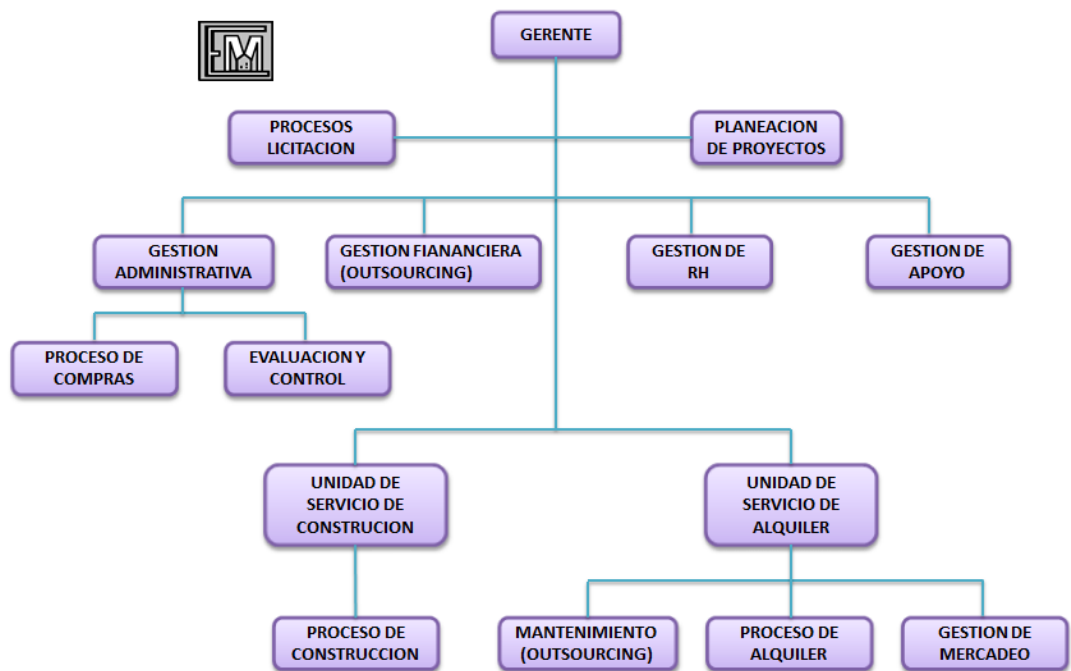 GERENTE
PROCESOS
LICITACION
PLANEACION
DE PROYECTOS
GESTION
ADMINISTRATIVA
GESTION FIANANCIERA
(OUTSOURCING)
GESTION DE
RH
GESTION DE
APOYO
PROCESO DE
COMPRAS
EVALUACION Y
CONTROL
UNIDAD DE
SERVICIO DE
CONSTRUCION
UNIDAD DE
SERVICIO DE
ALQUILER
PROCESO DE
CONSTRUCCION
MANTENIMIENTO
(OUTSOURCING)
PROCESO DE
ALQUILER
GESTION DE
MERCADEO